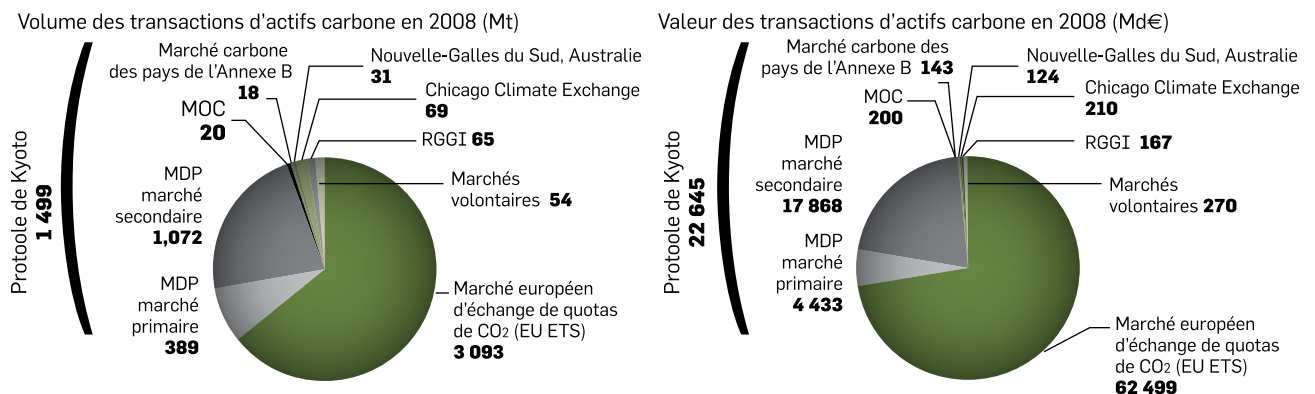 Volume des transactions d'actifs carbone en 2008 (Mt)
Marché carbone
des pays de l'Annexe B
18
Nouvelle-Galles du Sud, Australie
31
Chicago Climate Exchange
69
MOC
20
RGGI 65
MDP
marché
secondaire
1,072
Marchés
volontaires 54
Protoole de Kyoto
1 499
MDP
marché
primaire
389
Marché européen
d'échange de quotas
de CO2 (EU ETS)
3 093
Valeur des transactions d'actifs carbone en 2008 (Md€)
Marché carbone des
pays de l'Annexe B 143
Nouvelle-Galles du Sud, Australie
124
Chicago Climate Exchange
210
MOC
200
RGGI 167
MDP
marché
secondaire
17 868
Marchés
volontaires 270
Protoole de Kyoto
22 645
MDP
marché
primaire
4 433
Marché européen
d'échange de quotas
de CO2 (EU ETS)
62 499